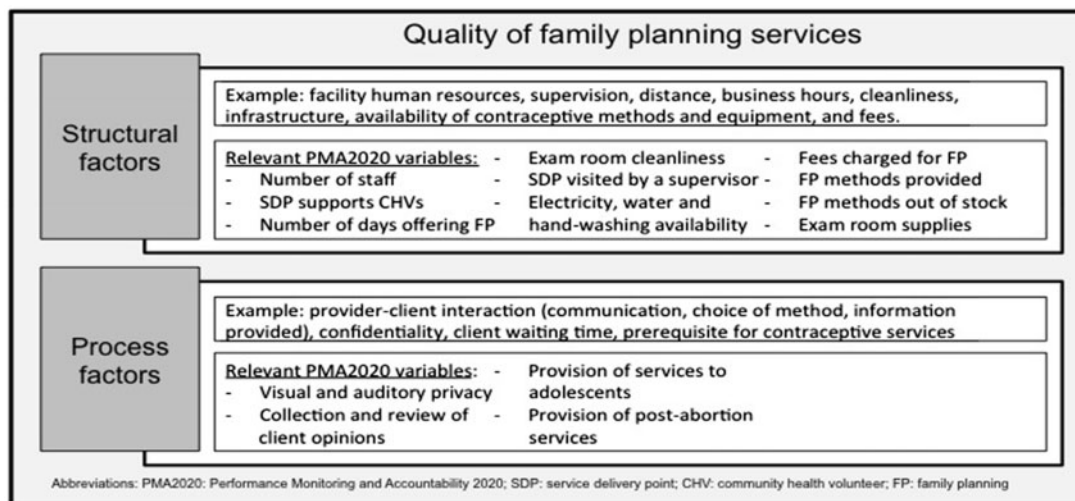 Quality of family planning services
Structural
factors
Example: facility human resources, supervision, distance, business hours, cleanliness,
infrastructure, availability of contraceptive methods and equipment, and fees.
Relevant PMA2020 variables:
- Number of staff
- SDP supports CHVs
- Number of days offering FP
- Exam room cleanliness
- SDP visited by a supervisor
- Electricity, water and
hand-washing availability
- Fees charged for FP
- FP methods provided
- FP methods out of stock
- Exam room supplies
Process
factors
Example: provider-client interaction (communication, choice of method, information
provided), confidentiality, client waiting time, prerequisite for contraceptive services
Relevant PMA2020 variables:
- Visual and auditory privacy
- Collection and review of
client opinions
- Provision of services to
adolescents
- Provision of post-abortion
services
Abbreviations: PMA2020: Performance Monitoring and Accountability 2020; SDP: service delivery point; CHV: community health volunteer; FP: family planning